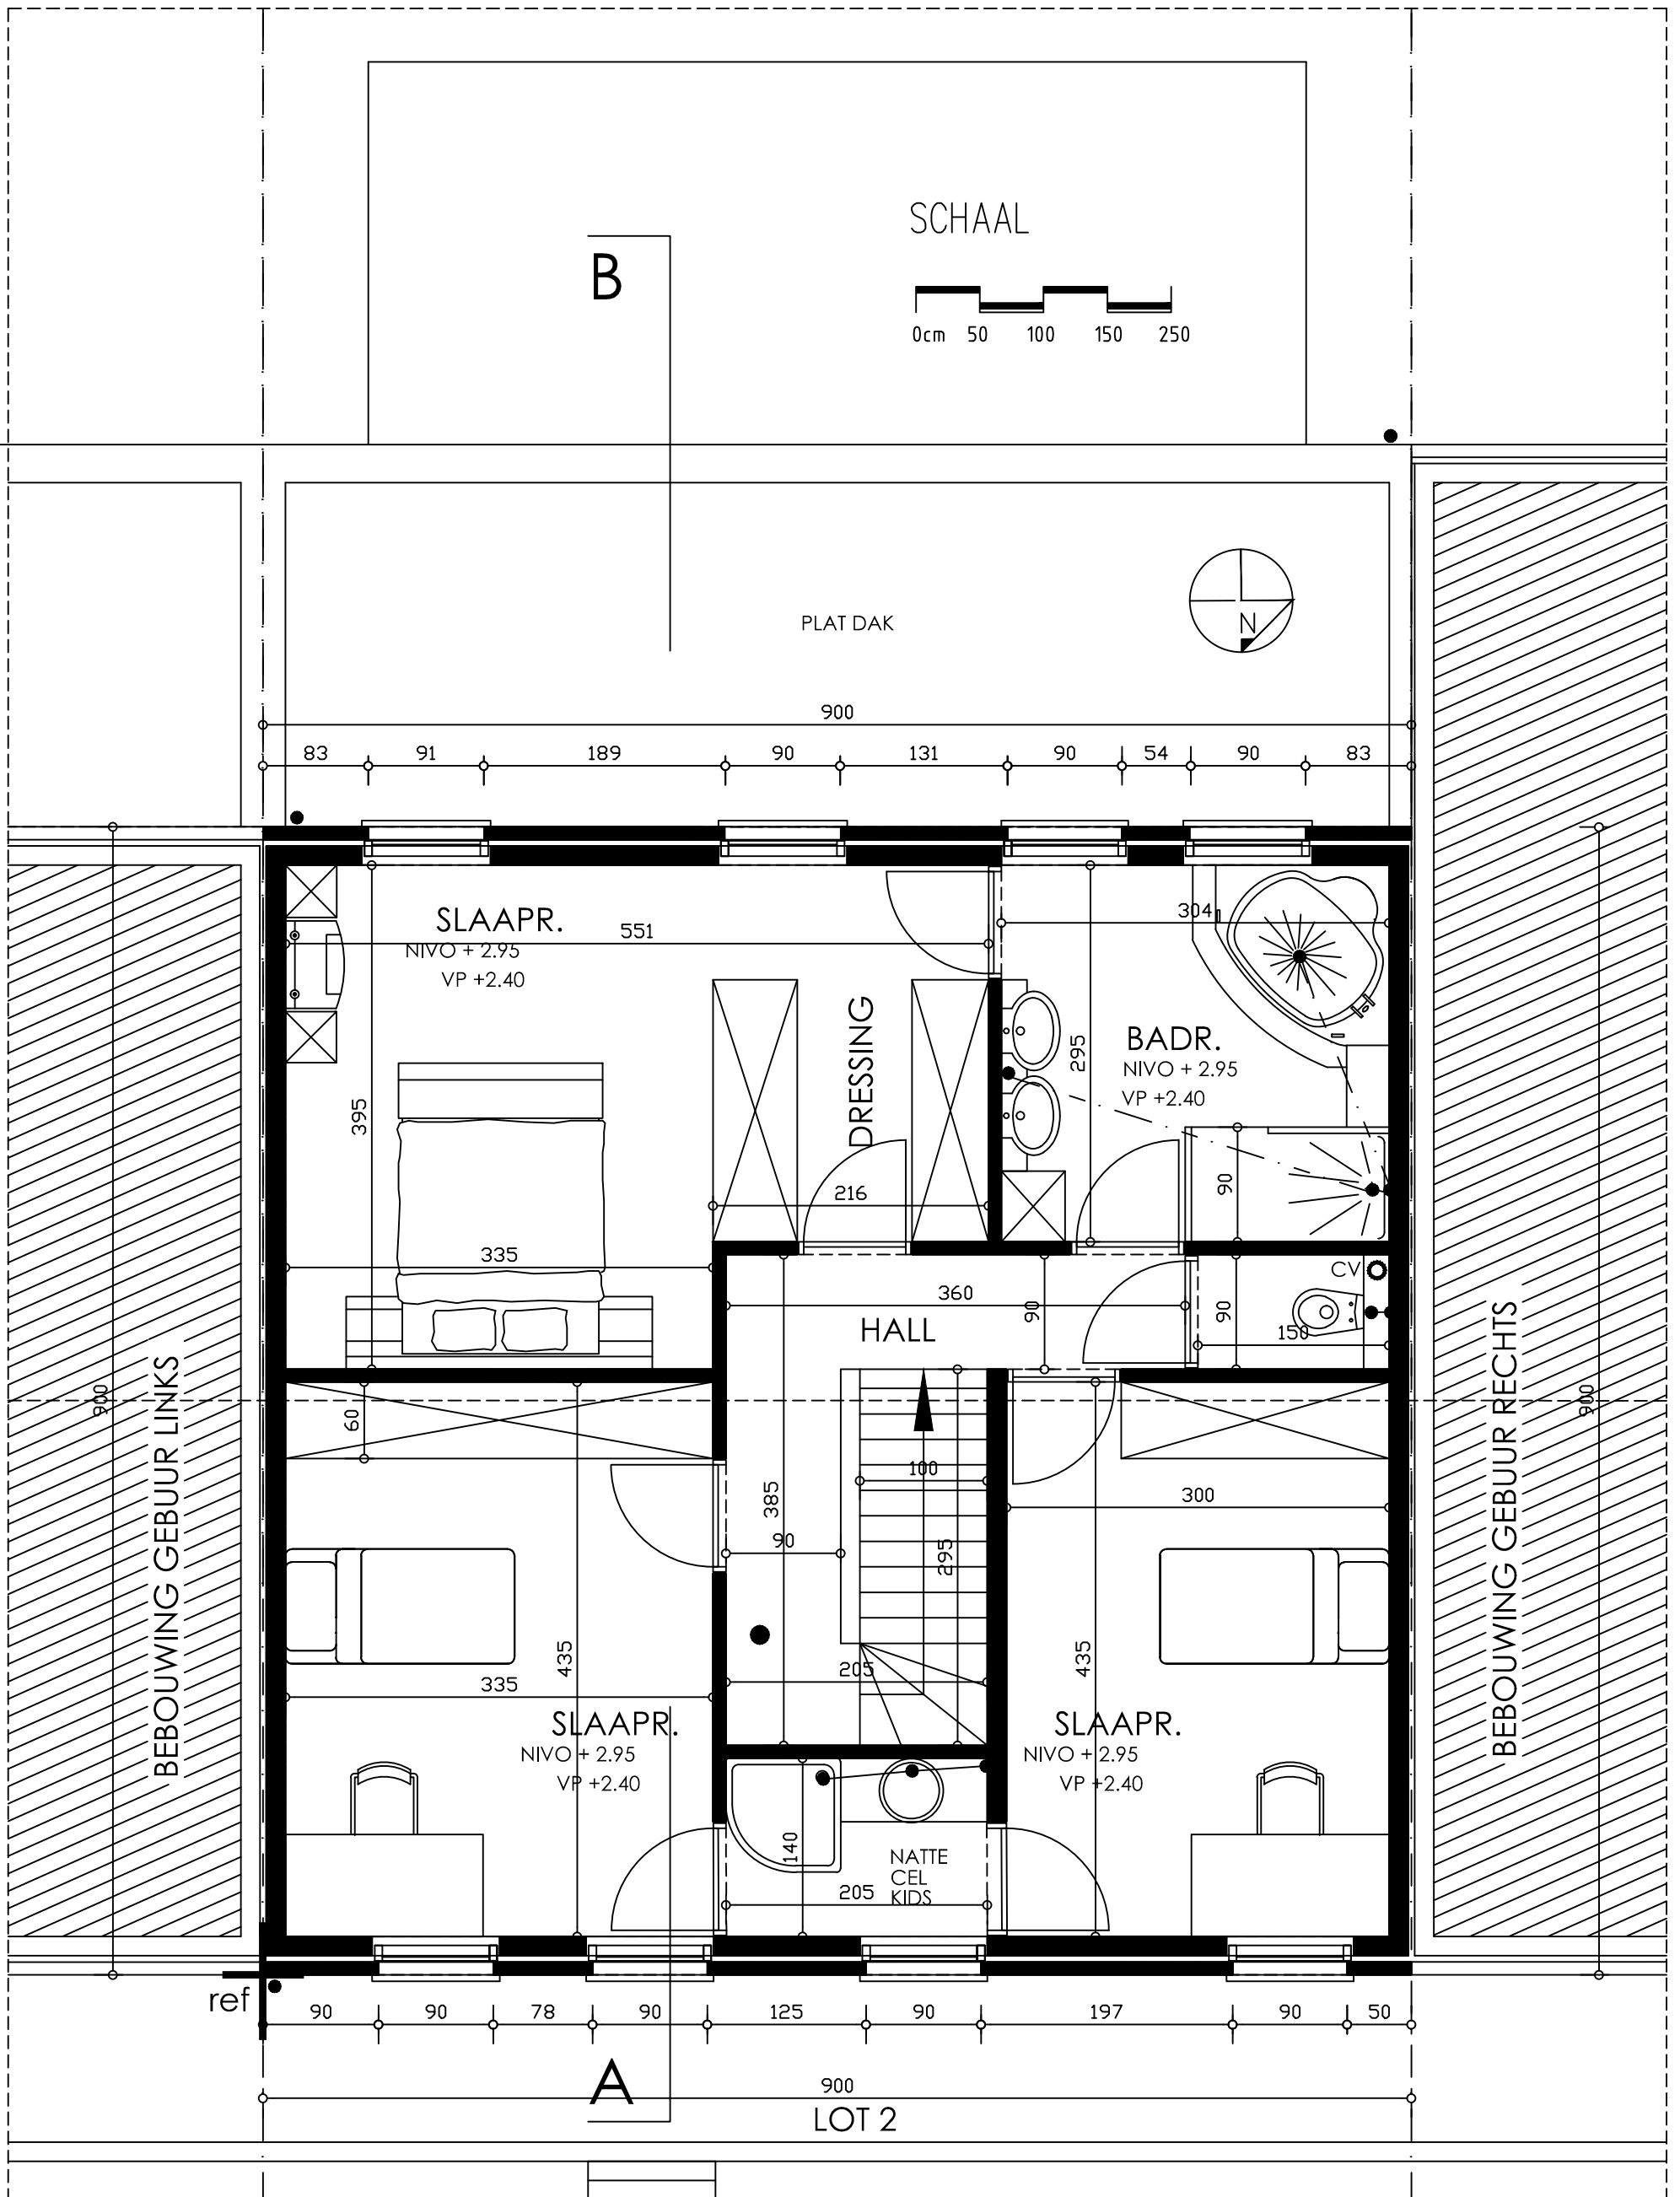 SCHAAL
B
0cm 50 100 150 250
PLAT DAK
N
900
83 91 189 90 131 90 54 90 83
SLAAPR.
NIVO + 2.95
VP +2.40
551
304
395
DRESSING
295
BADR.
NIVO + 2.95
VP +2.40
216
90
335
360
90
HALL
CV
90
150
BEBOUWING GEBUUR LINKS
900
BEBOUWING GEBUUR RECHTS
900
60
385
100
90
295
300
435
435
335
205
SLAAPR.
NIVO + 2.95
VP +2.40
SLAAPR.
NIVO + 2.95
VP +2.40
140
NATTE
CEL
KIDS
205
ref
90 90 78 90 125 90 197 90 50
A
900
LOT 2